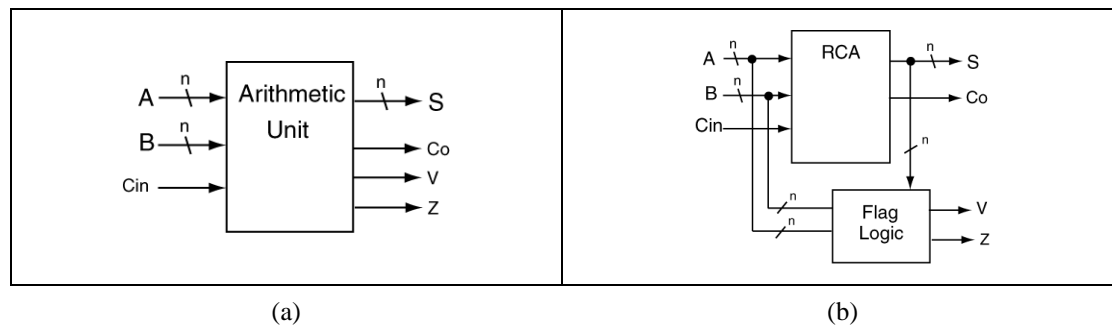 n
A
n
B
Cin
Arithmetic
Unit
n
S
Co
V
Z
(a)
n
A
n
B
Cin
RCA
n
S
Co
n
n
n
Flag
Logic
V
Z
(b)